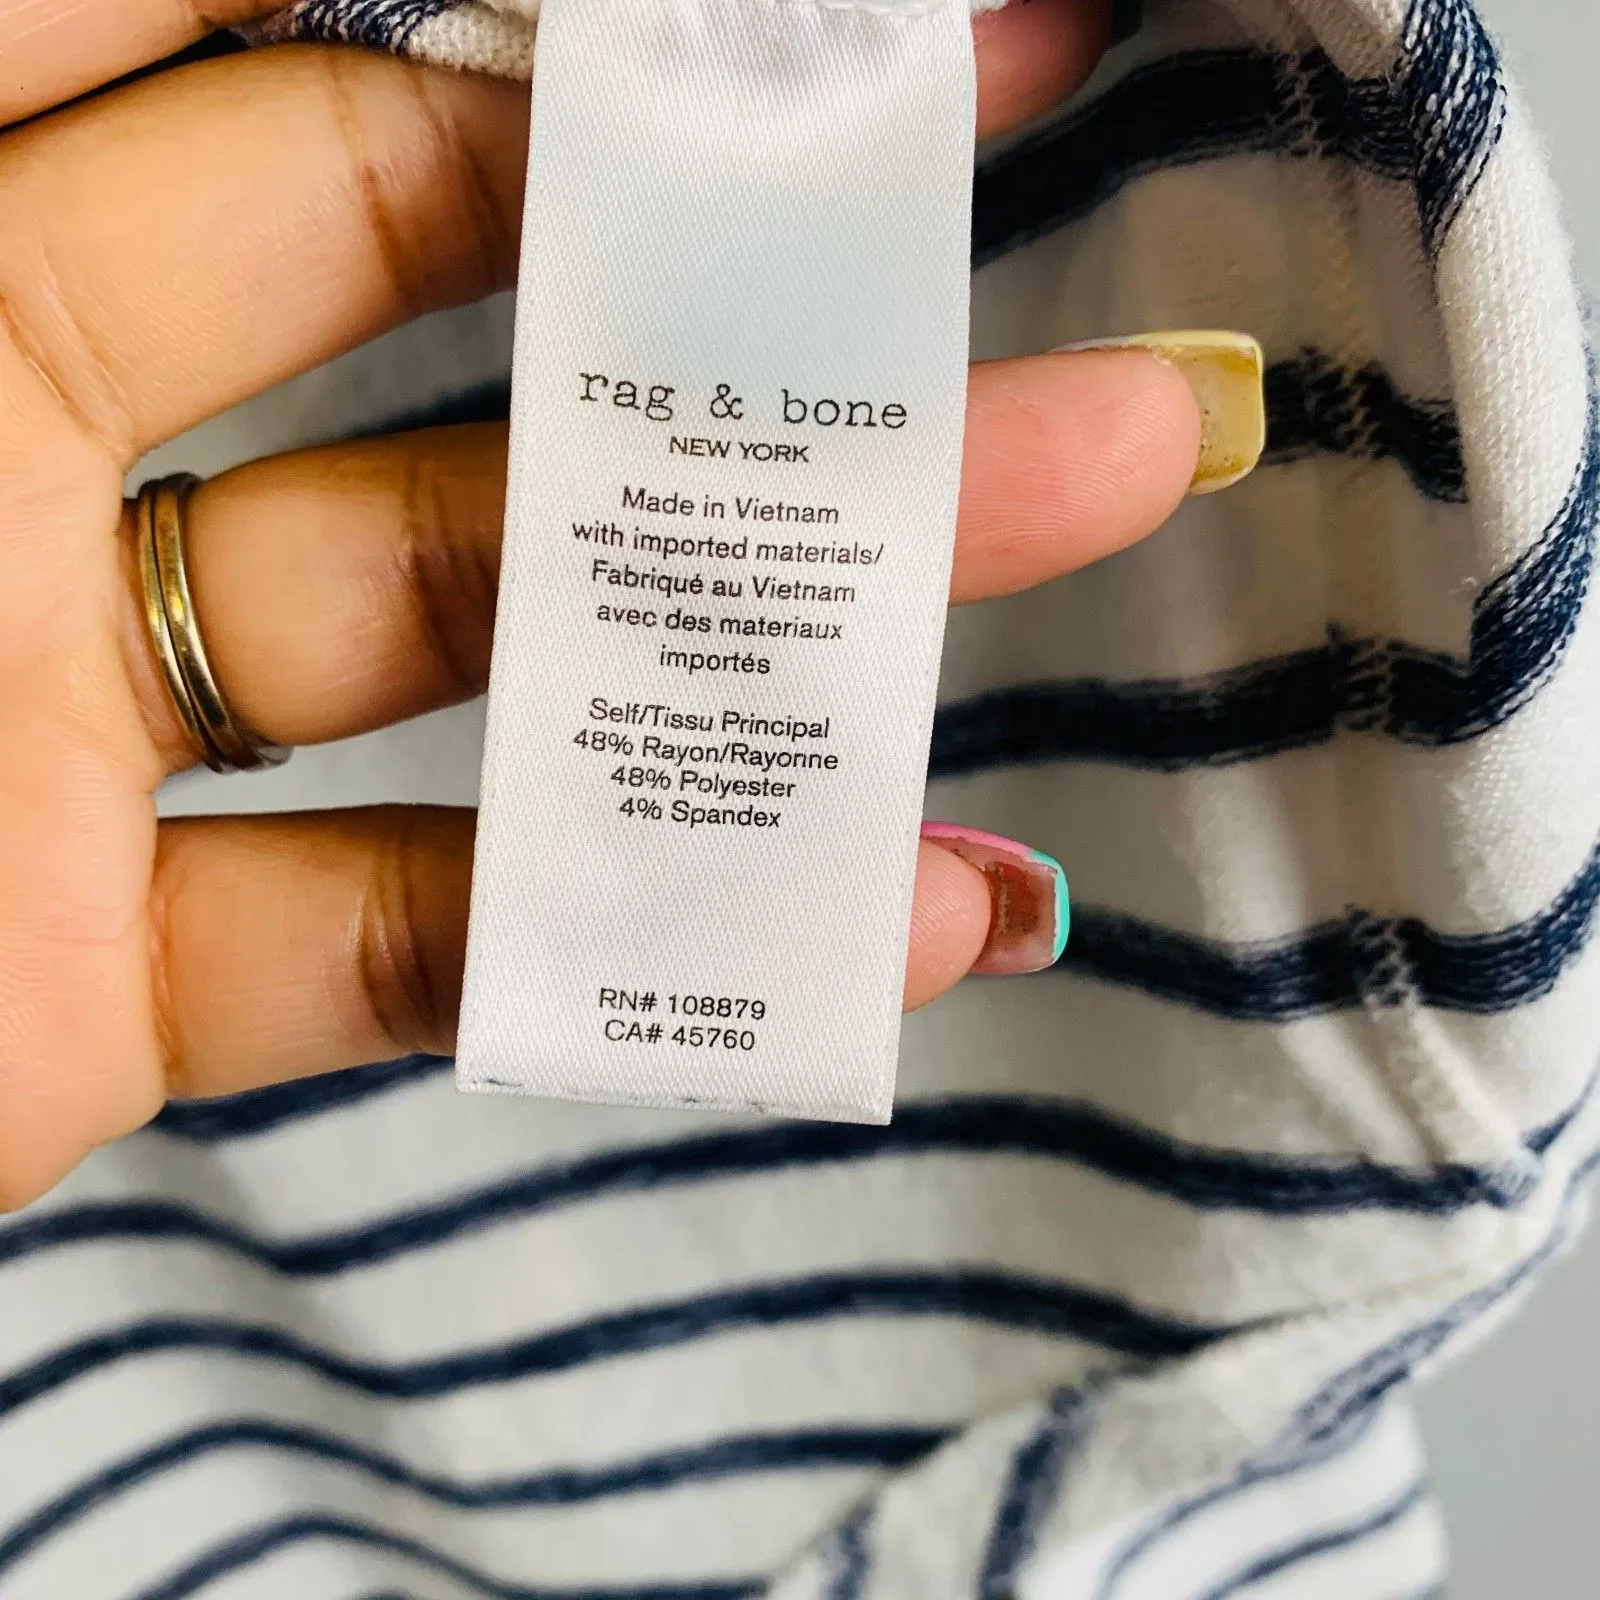 rag & bone
NEW YORK
Made in Vietnam
with imported materials/
Fabriqué au Vietnam
avec des materiaux
importés
Self/Tissu Principal
48% Rayon/Rayonne
48% Polyester
4% Spandex
RN# 108879
CA# 45760